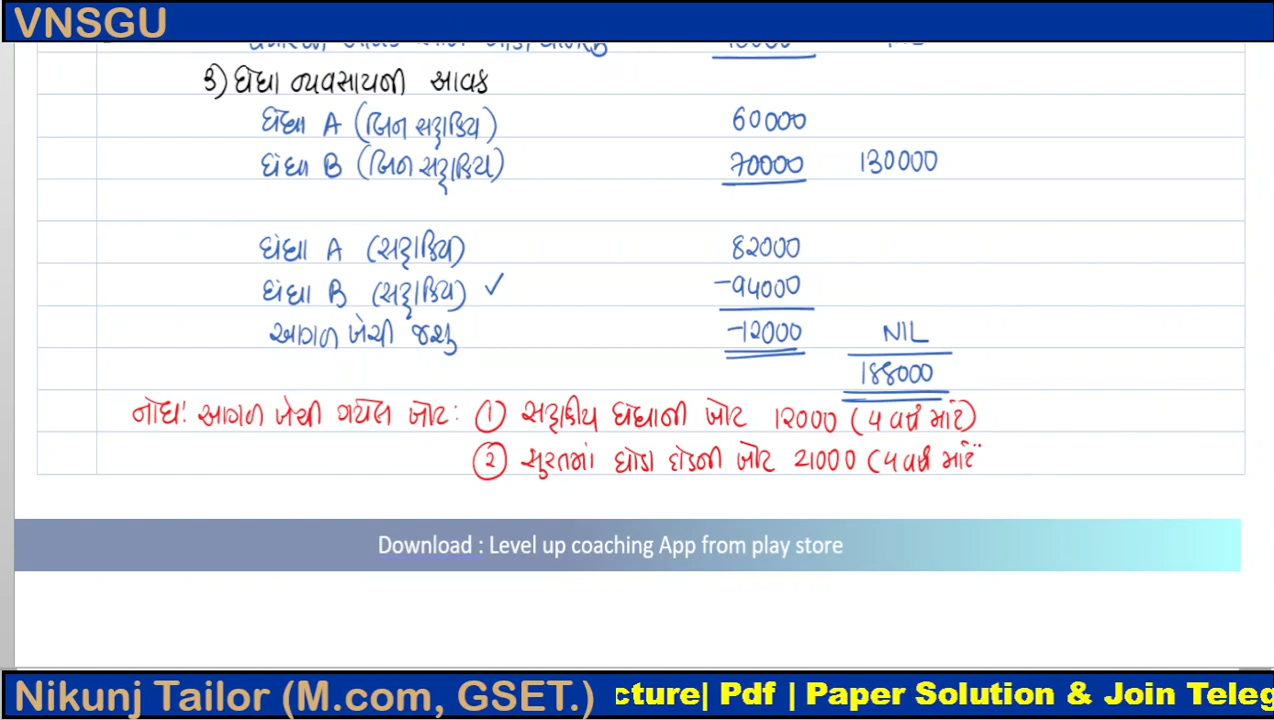 VNSGU
3) ધંધા વ્યવસાયની આવક
ધંધા A (બિન સટ્ટાકિય) 60000
ધંધા B (બિન સટ્ટાકિય) 70000 130000
ધંધા A (સટ્ટાકિય) 82000
ધંધા B (સટ્ટાકિય) ✓ -94000
આગળ ખેચી જશુ -12000 NIL
188000
નોંધ: આગળ ખેચી ગયેલ ખોટ: ① સટ્ટાકીય ધંધાની ખોટ 12000 (4 વર્ષ માટે)
② સુરતમાં ઘોડા દોડની ખોટ 21000 (4 વર્ષ માટે
Download : Level up coaching App from play store
Nikunj Tailor (M.com, GSET.) cture| Pdf | Paper Solution & Join Teleg